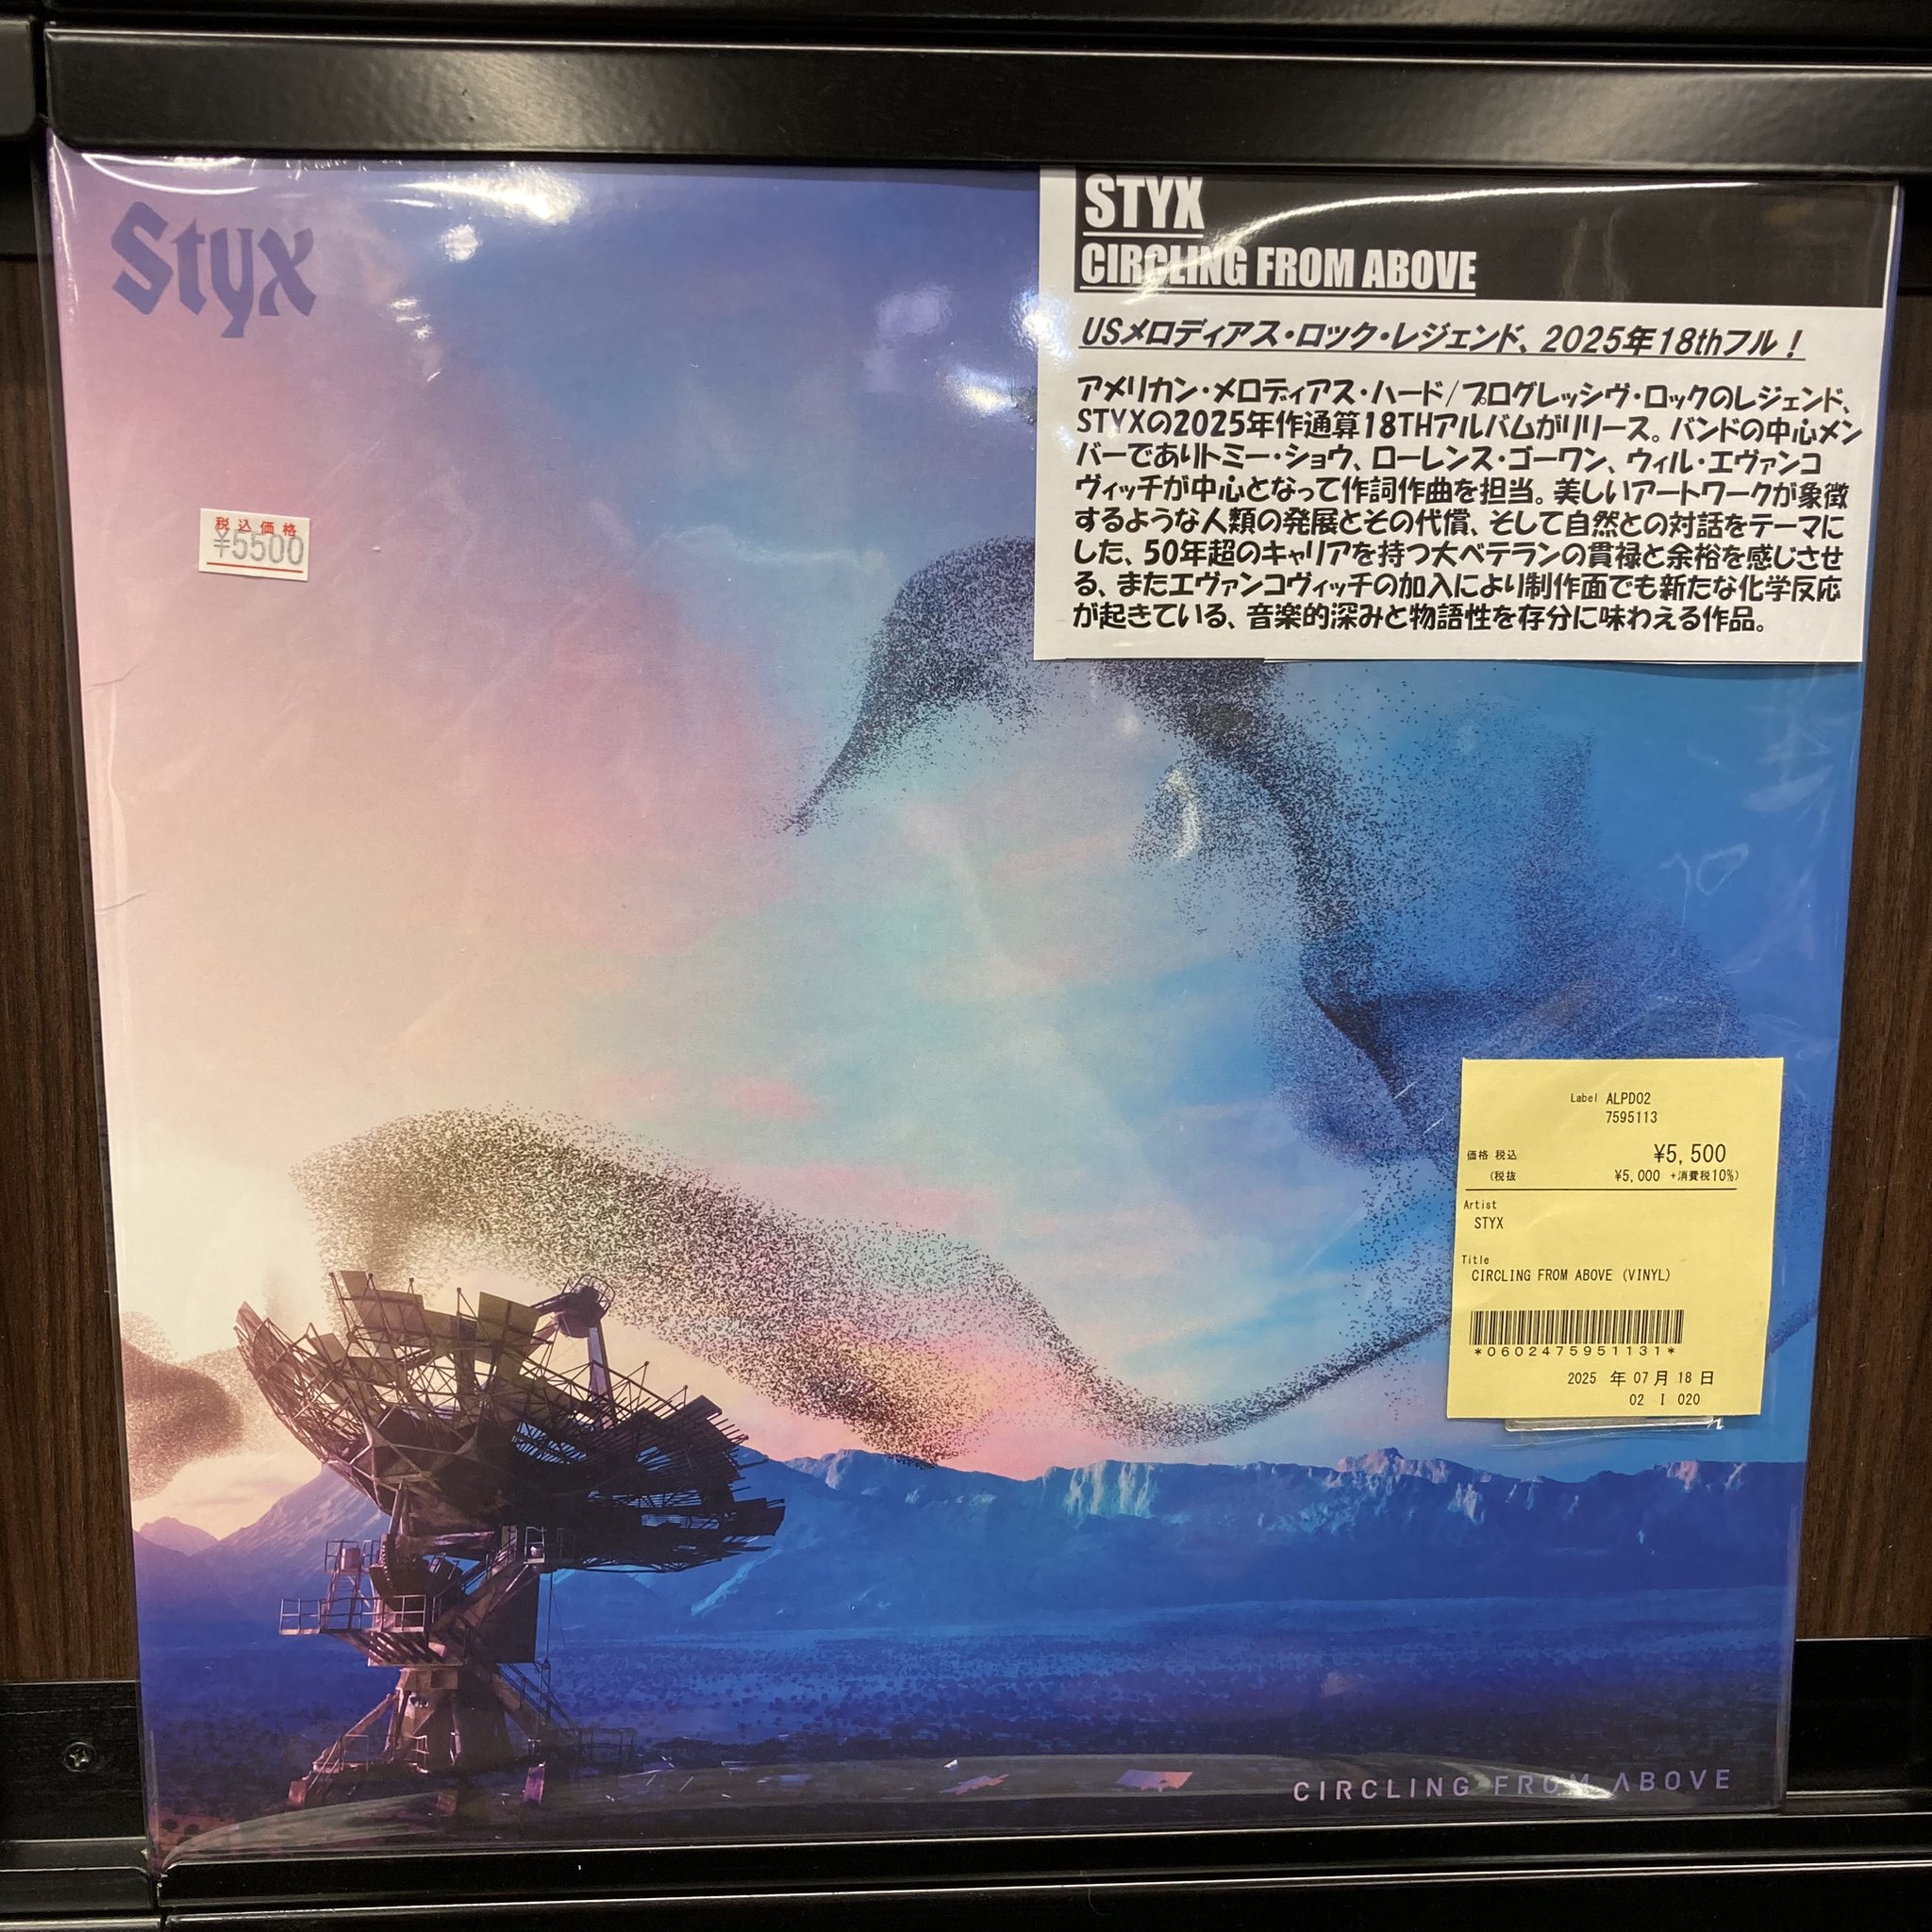 Styx
税込価格
¥5500
STYX
CIRCLING FROM ABOVE
USメロディアス・ロック・レジェンド、2025年18thフル！
アメリカン・メロディアス・ハード/プログレッシヴ・ロックのレジェンド、
STYXの2025年作通算18THアルバムがリリース。バンドの中心メン
バーでありトミー・ショウ、ローレンス・ゴーワン、ウィル・エヴァンコ
ヴィッチが中心となって作詞作曲を担当。美しいアートワークが象徴
するような人類の発展とその代償、そして自然との対話をテーマに
した、50年超のキャリアを持つ大ベテランの貫禄と余裕を感じさせ
る、またエヴァンコヴィッチの加入により制作面でも新たな化学反応
が起きている、音楽的深みと物語性を存分に味わえる作品。
Label ALPD02
7595113
価格 税込 ¥5,500
(税抜 ¥5,000 +消費税10%)
Artist
STYX
Title
CIRCLING FROM ABOVE (VINYL)
*0602475951131*
2025 年 07 月 18 日
02 I 020
CIRCLING FROM ABOVE